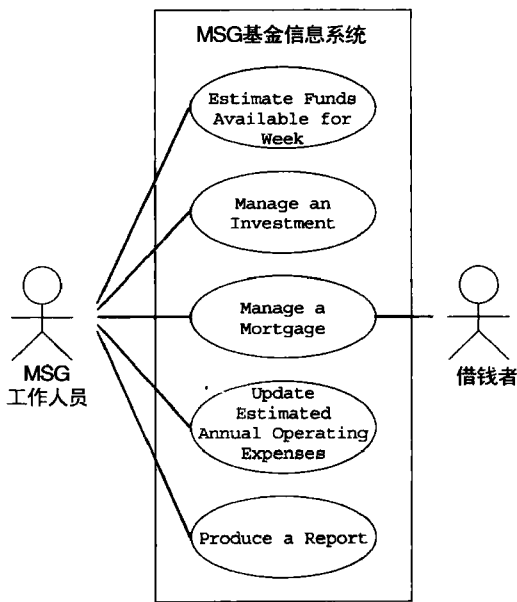 MSG基金信息系统
Estimate Funds
Available for
Week
Manage an
Investment
Manage a
Mortgage
MSG
工作人员
借钱者
Update
Estimated
Annual Operating
Expenses
Produce a Report